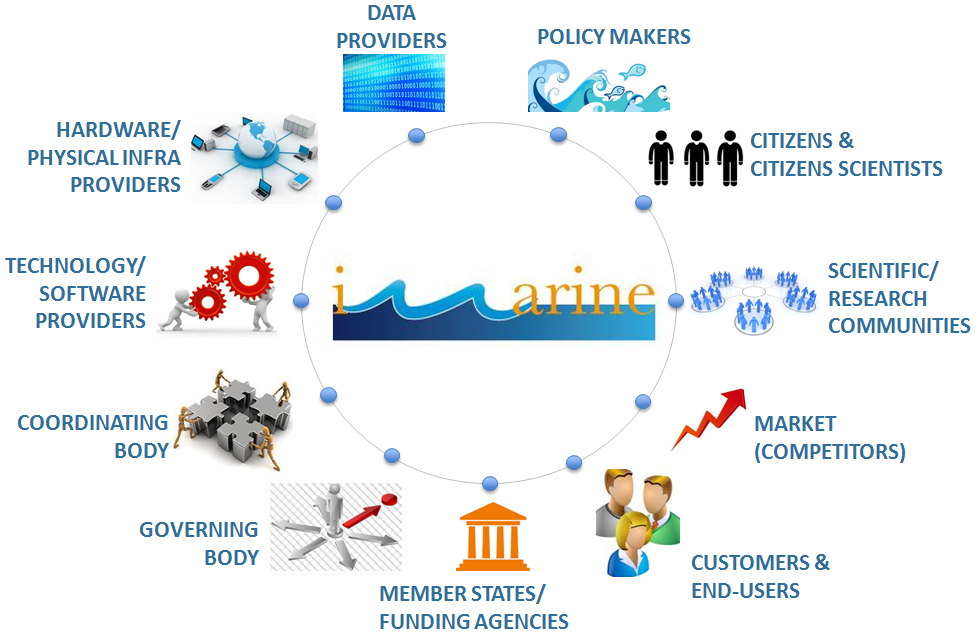 DATA
PROVIDERS
POLICY MAKERS
HARDWARE/
PHYSICAL INFRA
PROVIDERS
CITIZENS &
CITIZENS SCIENTISTS
TECHNOLOGY/
SOFTWARE
PROVIDERS
i arine
SCIENTIFIC/
RESEARCH
COMMUNITIES
COORDINATING
BODY
MARKET
(COMPETITORS)
GOVERNING
BODY
MEMBER STATES/
FUNDING AGENCIES
CUSTOMERS &
END-USERS